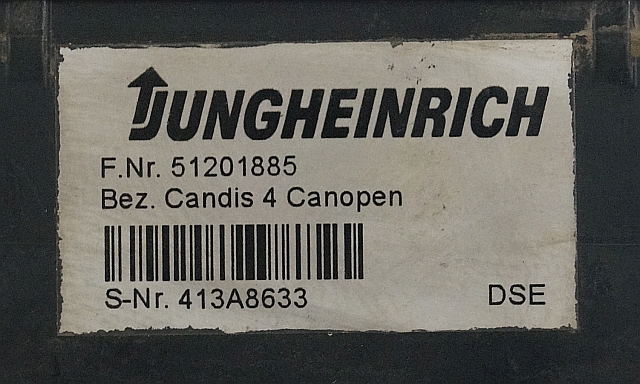 JUNGHEINRICH
F.Nr. 51201885
Bez. Candis 4 Canopen
S-Nr. 413A8633 DSE